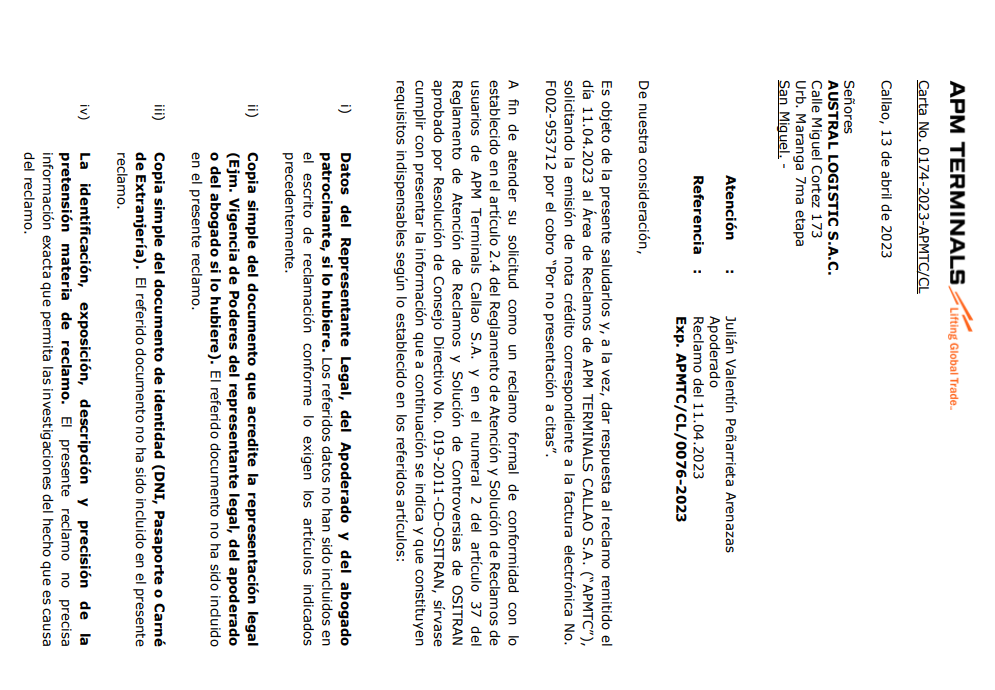 APM TERMINALS Lifting Global Trade.
Carta No. 0174-2023-APMTC/CL
Callao, 13 de abril de 2023
Señores
AUSTRAL LOGISTIC S.A.C.
Calle Miguel Cortez 173
Urb. Maranga 7ma etapa
San Miguel.-
Atención : Julián Valentín Peñarrieta Arenazas
Apoderado
Referencia : Reclamo del 11.04.2023
Exp. APMTC/CL/0076-2023
De nuestra consideración,
Es objeto de la presente saludarlos y, a la vez, dar respuesta al reclamo remitido el
día 11.04.2023 al Área de Reclamos de APM TERMINALS CALLAO S.A. (“APMTC”),
solicitando la emisión de nota crédito correspondiente a la factura electrónica No.
F002-953712 por el cobro “Por no presentación a citas”.
A fin de atender su solicitud como un reclamo formal de conformidad con lo
establecido en el artículo 2.4 del Reglamento de Atención y Solución de Reclamos de
usuarios de APM Terminals Callao S.A. y en el numeral 2 del artículo 37 del
Reglamento de Atención de Reclamos y Solución de Controversias de OSITRAN
aprobado por Resolución de Consejo Directivo No. 019-2011-CD-OSITRAN, sírvase
cumplir con presentar la información que a continuación se indica y que constituyen
requisitos indispensables según lo establecido en los referidos artículos:
i) Datos del Representante Legal, del Apoderado y del abogado
patrocinante, si lo hubiere. Los referidos datos no han sido incluidos en
el escrito de reclamación conforme lo exigen los artículos indicados
precedentemente.
ii) Copia simple del documento que acredite la representación legal
(Ejm. Vigencia de Poderes del representante legal, del apoderado
o del abogado si lo hubiere). El referido documento no ha sido incluido
en el presente reclamo.
iii) Copia simple del documento de identidad (DNI, Pasaporte o Carné
de Extranjería). El referido documento no ha sido incluido en el presente
reclamo.
iv) La identificación, exposición, descripción y precisión de la
pretensión materia de reclamo. El presente reclamo no precisa
información exacta que permita las investigaciones del hecho que es causa
del reclamo.